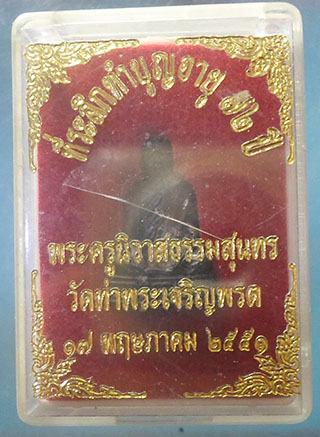 ที่ระลึกทำบุญอายุ ๗๒ ปี
พระครูนิราสธรรมสุนทร
วัดท่าพระเจริญพรต
๑๗ พฤษภาคม ๒๕๕๑